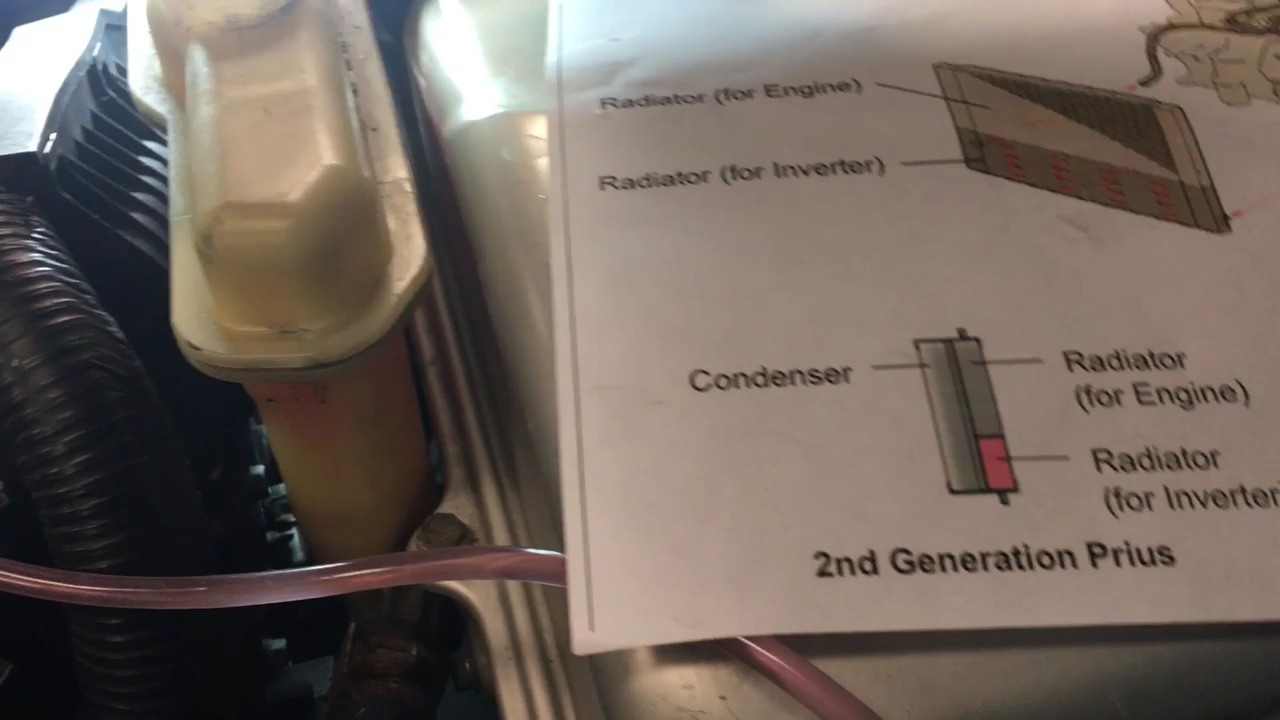 Radiator (for Engine)
Radiator (for Inverter)
Condenser
Radiator
(for Engine)
Radiator
(for Inverter
2nd Generation Prius